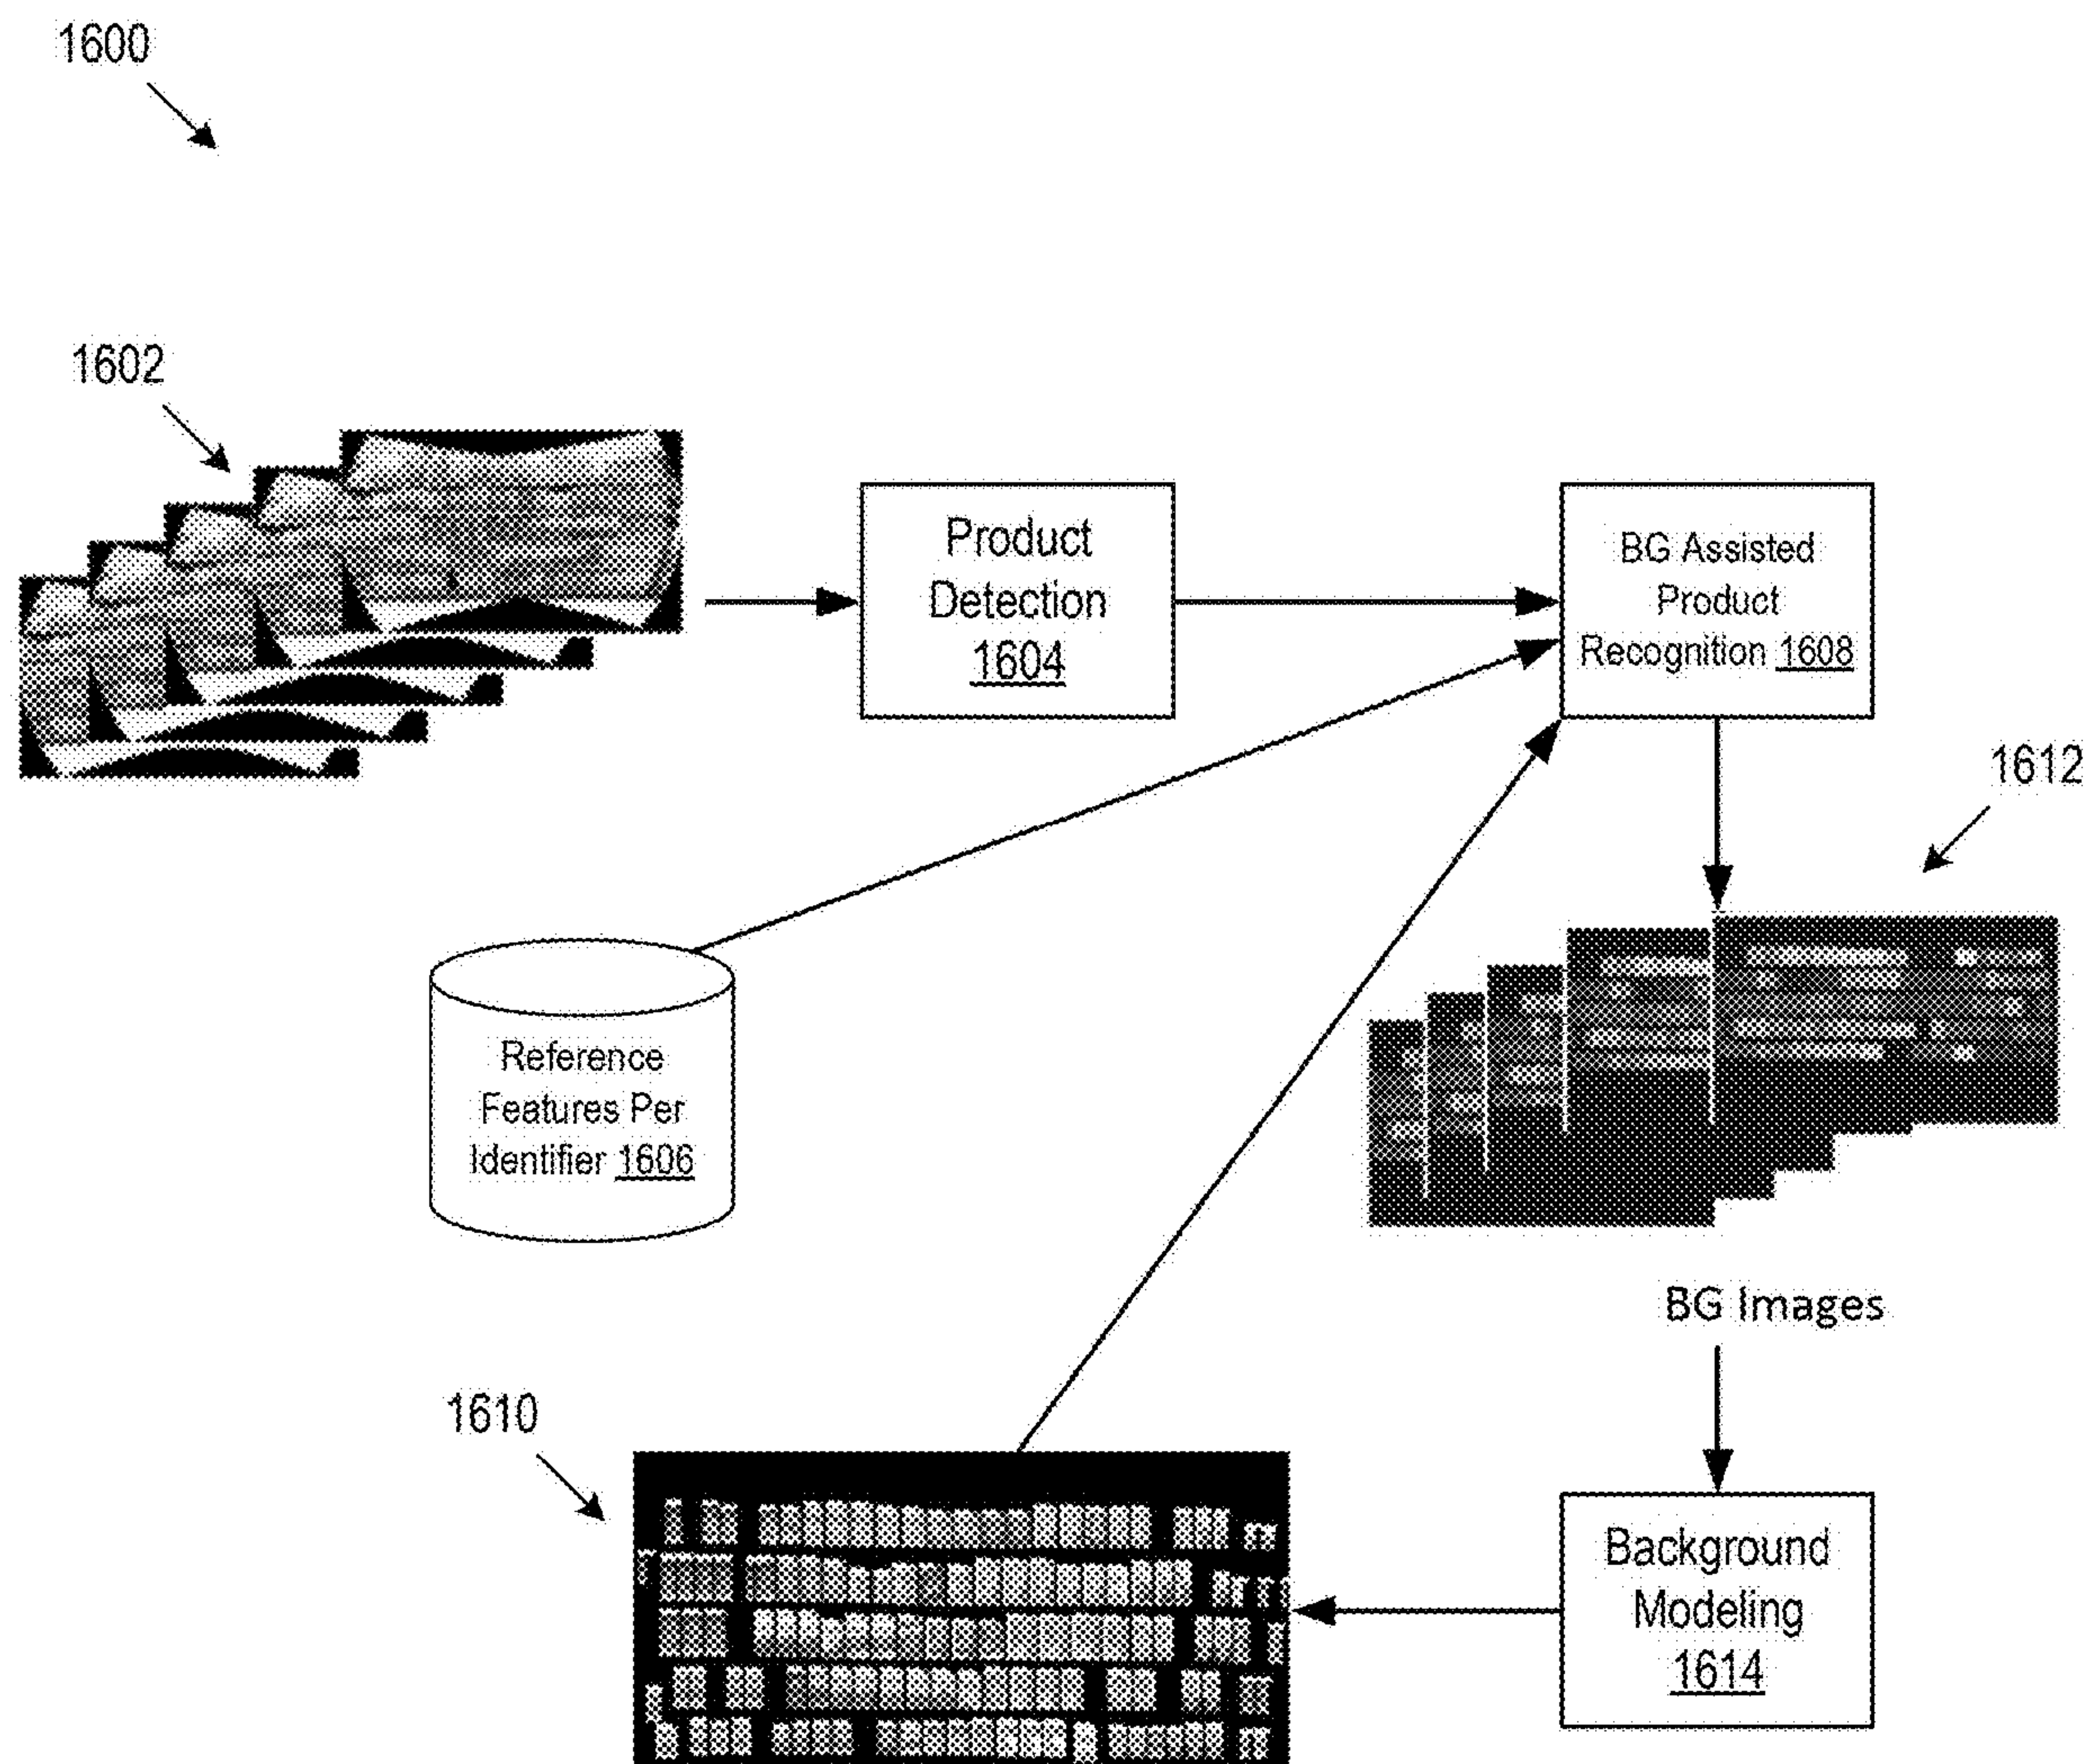 1600
1602
Product
Detection
1604
BG Assisted
Product
Recognition 1608
1612
Reference
Features Per
Identifier 1606
BG Images
1610
Background
Modeling
1614